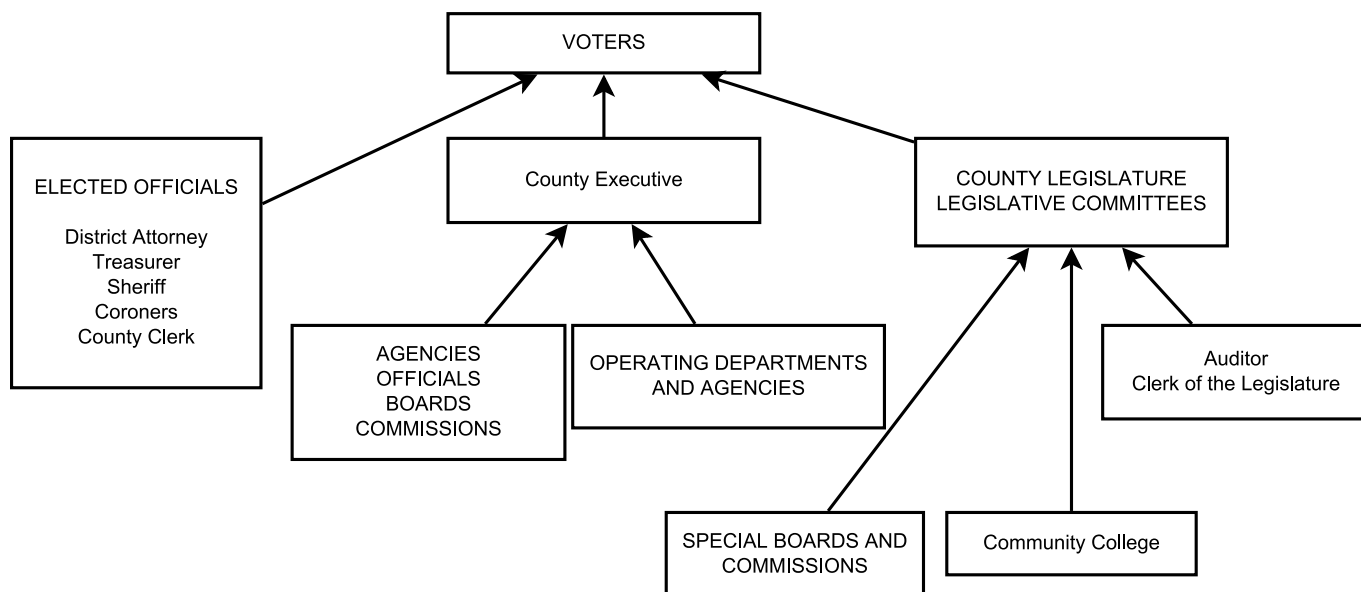 VOTERS
ELECTED OFFICIALS
District Attorney
Treasurer
Sheriff
Coroners
County Clerk
County Executive
COUNTY LEGISLATURE
LEGISLATIVE COMMITTEES
AGENCIES
OFFICIALS
BOARDS
COMMISSIONS
OPERATING DEPARTMENTS
AND AGENCIES
Auditor
Clerk of the Legislature
SPECIAL BOARDS AND
COMMISSIONS
Community College